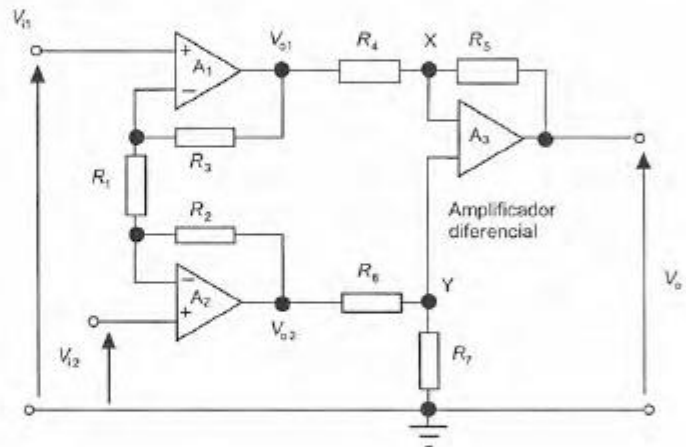 Vi1
Vo1
R4
X
R5
+
A1
−
R3
A3
R1
R2
Amplificador
diferencial
−
A2
+
R6
Y
Vo
Vo2
Vi2
R7